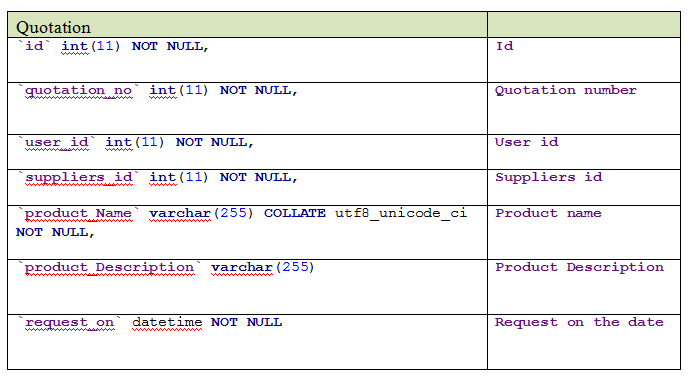 Quotation
`id` int(11) NOT NULL, Id
`quotation_no` int(11) NOT NULL, Quotation number
`user_id` int(11) NOT NULL, User id
`suppliers_id` int(11) NOT NULL, Suppliers id
`product_Name` varchar(255) COLLATE utf8_unicode_ci Product name
NOT NULL,
`product_Description` varchar(255) Product Description
`request_on` datetime NOT NULL Request on the date